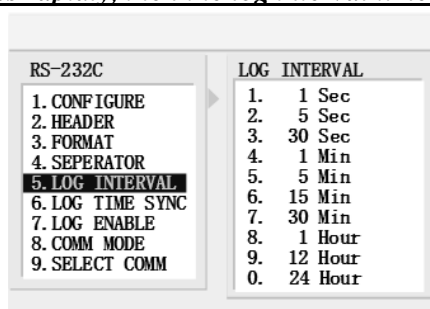 RS-232C
1. CONFIGURE
2. HEADER
3. FORMAT
4. SEPERATOR
5. LOG INTERVAL
6. LOG TIME SYNC
7. LOG ENABLE
8. COMM MODE
9. SELECT COMM
LOG INTERVAL
1. 1 Sec
2. 5 Sec
3. 30 Sec
4. 1 Min
5. 5 Min
6. 15 Min
7. 30 Min
8. 1 Hour
9. 12 Hour
0. 24 Hour